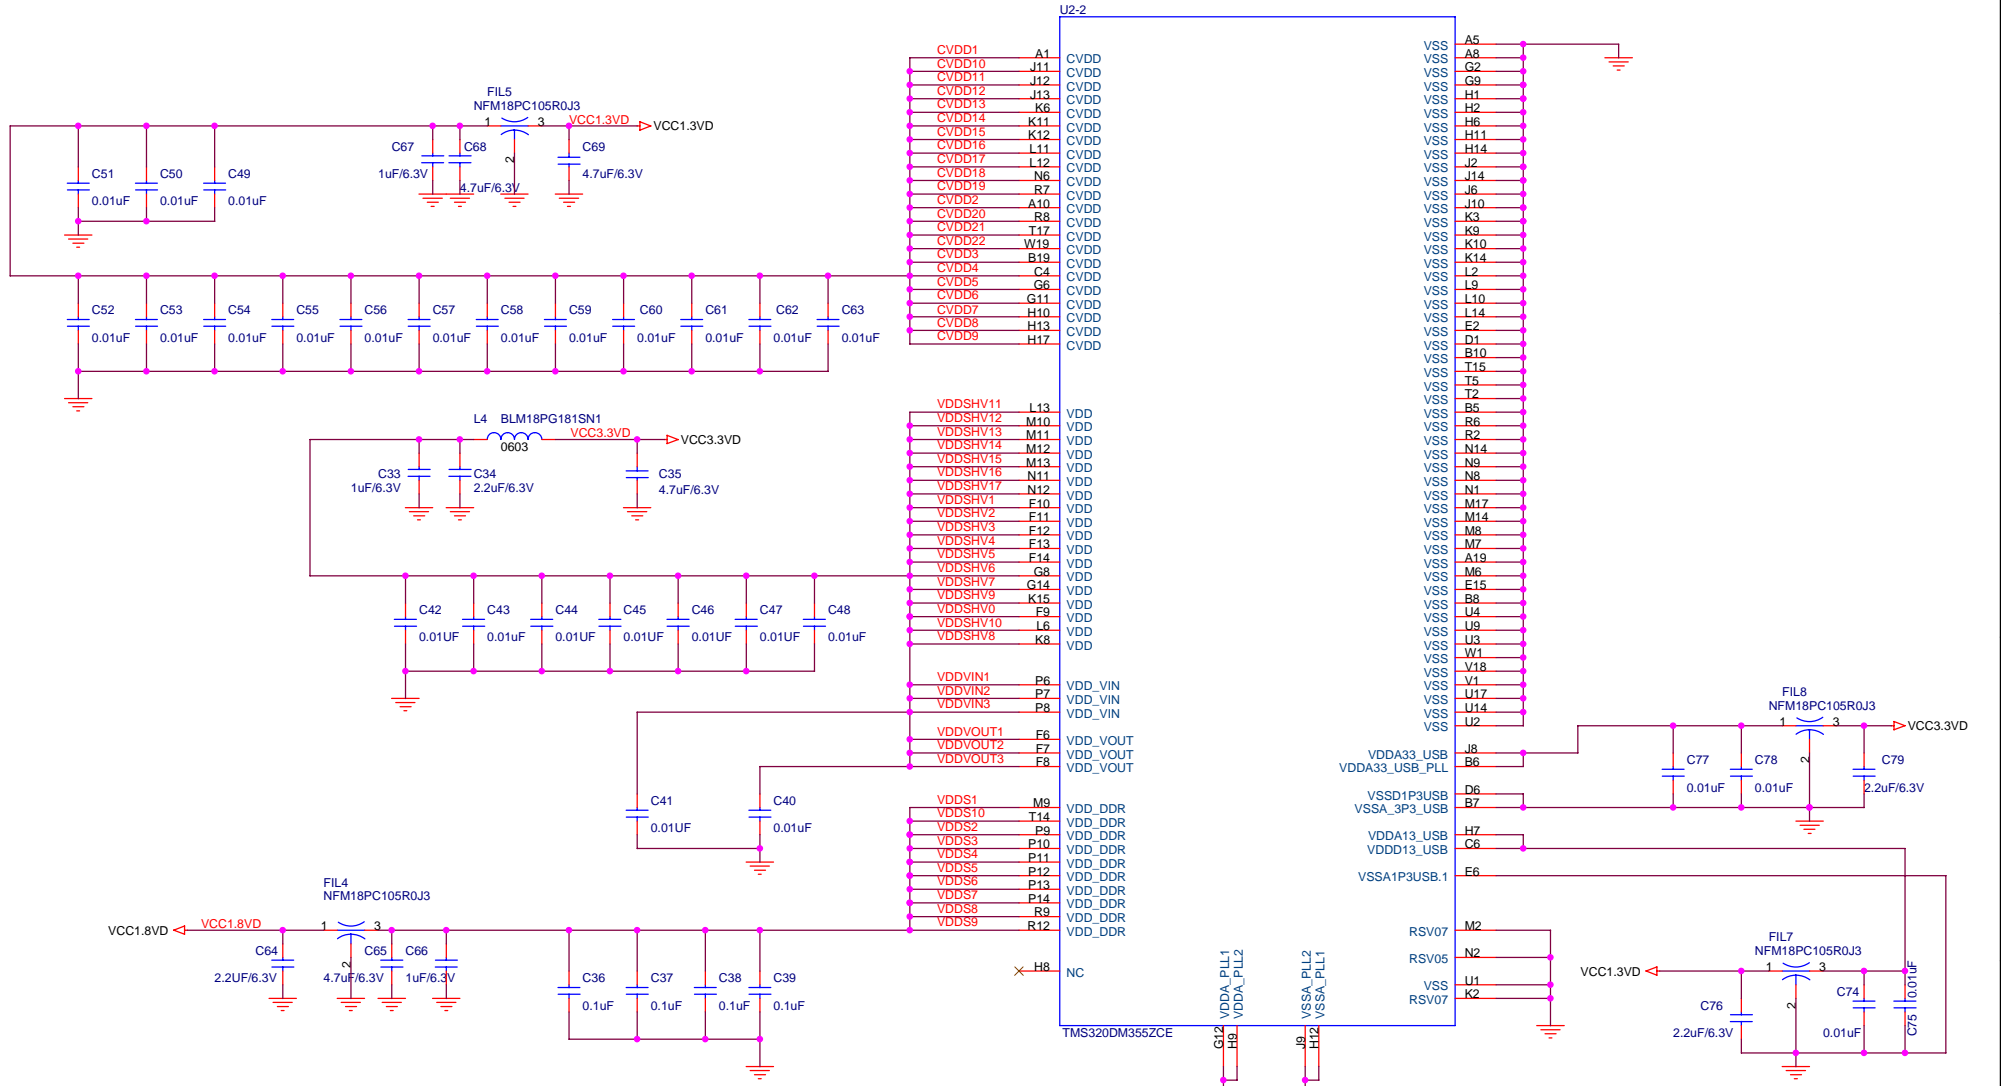 U2-2
CVDD1 A1 CVDD
CVDD10 J11 CVDD
CVDD11 J12 CVDD
CVDD12 J13 CVDD
CVDD13 K6 CVDD
CVDD14 K11 CVDD
CVDD15 K12 CVDD
CVDD16 L11 CVDD
CVDD17 L12 CVDD
CVDD18 N6 CVDD
CVDD19 R7 CVDD
CVDD2 A10 CVDD
CVDD20 R8 CVDD
CVDD21 T17 CVDD
CVDD22 W19 CVDD
CVDD3 B19 CVDD
CVDD4 C4 CVDD
CVDD5 G6 CVDD
CVDD6 G11 CVDD
CVDD7 H10 CVDD
CVDD8 H13 CVDD
CVDD9 H17 CVDD
FIL5
NFM18PC105R0J3
1 3 VCC1.3VD VCC1.3VD
2
C67
1uF/6.3V
C68
4.7uF/6.3V
C69
4.7uF/6.3V
C51 C50 C49
0.01uF 0.01uF 0.01uF
C52 C53 C54 C55 C56 C57 C58 C59 C60 C61 C62 C63
0.01uF 0.01uF 0.01uF 0.01uF 0.01uF 0.01uF 0.01uF 0.01uF 0.01uF 0.01uF 0.01uF 0.01uF
L4 BLM18PG181SN1
0603
VCC3.3VD VCC3.3VD
C33
1uF/6.3V
C34
2.2uF/6.3V
C35
4.7uF/6.3V
VDDSHV11 L13 VDD
VDDSHV12 M10 VDD
VDDSHV13 M11 VDD
VDDSHV14 M12 VDD
VDDSHV15 M13 VDD
VDDSHV16 N11 VDD
VDDSHV17 N12 VDD
VDDSHV1 F10 VDD
VDDSHV2 F11 VDD
VDDSHV3 F12 VDD
VDDSHV4 F13 VDD
VDDSHV5 F14 VDD
VDDSHV6 G8 VDD
VDDSHV7 G14 VDD
VDDSHV9 K15 VDD
VDDSHV0 F9 VDD
VDDSHV10 L6 VDD
VDDSHV8 K8 VDD
C42 C43 C44 C45 C46 C47 C48
0.01UF 0.01uF 0.01UF 0.01UF 0.01UF 0.01UF 0.01uF
VDDVIN1 P6 VDD_VIN
VDDVIN2 P7 VDD_VIN
VDDVIN3 P8 VDD_VIN
VDDVOUT1 F6 VDD_VOUT
VDDVOUT2 F7 VDD_VOUT
VDDVOUT3 F8 VDD_VOUT
C41 C40
0.01UF 0.01uF
VDDS1 M9 VDD_DDR
VDDS10 T14 VDD_DDR
VDDS2 P9 VDD_DDR
VDDS3 P10 VDD_DDR
VDDS4 P11 VDD_DDR
VDDS5 P12 VDD_DDR
VDDS6 P13 VDD_DDR
VDDS7 P14 VDD_DDR
VDDS8 R9 VDD_DDR
VDDS9 R12 VDD_DDR
H8 NC
FIL4
NFM18PC105R0J3
VCC1.8VD VCC1.8VD 1 3
2
C64
2.2UF/6.3V
C65
4.7uF/6.3V
C66
1uF/6.3V
C36 C37 C38 C39
0.1uF 0.1uF 0.1uF 0.1uF
VSS A5
VSS A8
VSS G2
VSS G9
VSS H1
VSS H2
VSS H6
VSS H11
VSS H14
VSS J2
VSS J14
VSS J6
VSS J10
VSS K3
VSS K9
VSS K10
VSS K14
VSS L2
VSS L9
VSS L10
VSS L14
VSS E2
VSS D1
VSS B10
VSS T15
VSS T5
VSS T2
VSS B5
VSS R6
VSS R2
VSS N14
VSS N9
VSS N8
VSS N1
VSS M17
VSS M14
VSS M8
VSS M7
VSS A19
VSS M6
VSS E15
VSS B8
VSS U4
VSS U9
VSS U3
VSS W1
VSS V18
VSS V1
VSS U17
VSS U14
VSS U2
VDDA33_USB J8
VDDA33_USB_PLL B6
VSSD1P3USB D6
VSSA_3P3_USB B7
VDDA13_USB H7
VDDD13_USB C6
VSSA1P3USB.1 E6
RSV07 M2
RSV05 N2
VSS U1
RSV07 K2
FIL8
NFM18PC105R0J3
1 3 VCC3.3VD
2
C77 C78 C79
0.01uF 0.01uF 2.2uF/6.3V
FIL7
NFM18PC105R0J3
VCC1.3VD 1 3
2
C76
2.2uF/6.3V
C74
0.01uF
C75 0.01uF
VDDA_PLL1 G12
VDDA_PLL2 H9
VSSA_PLL2 J9
VSSA_PLL1 H12
TMS320DM355ZCE